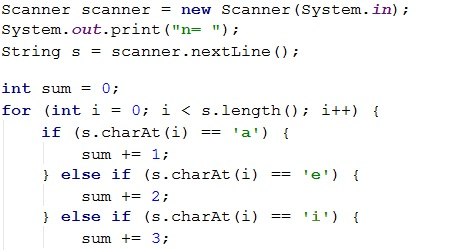 Scanner scanner = new Scanner(System.in);
System.out.print("n= ");
String s = scanner.nextLine();

int sum = 0;
for (int i = 0; i < s.length(); i++) {
    if (s.charAt(i) == 'a') {
        sum += 1;
    } else if (s.charAt(i) == 'e') {
        sum += 2;
    } else if (s.charAt(i) == 'i') {
        sum += 3;